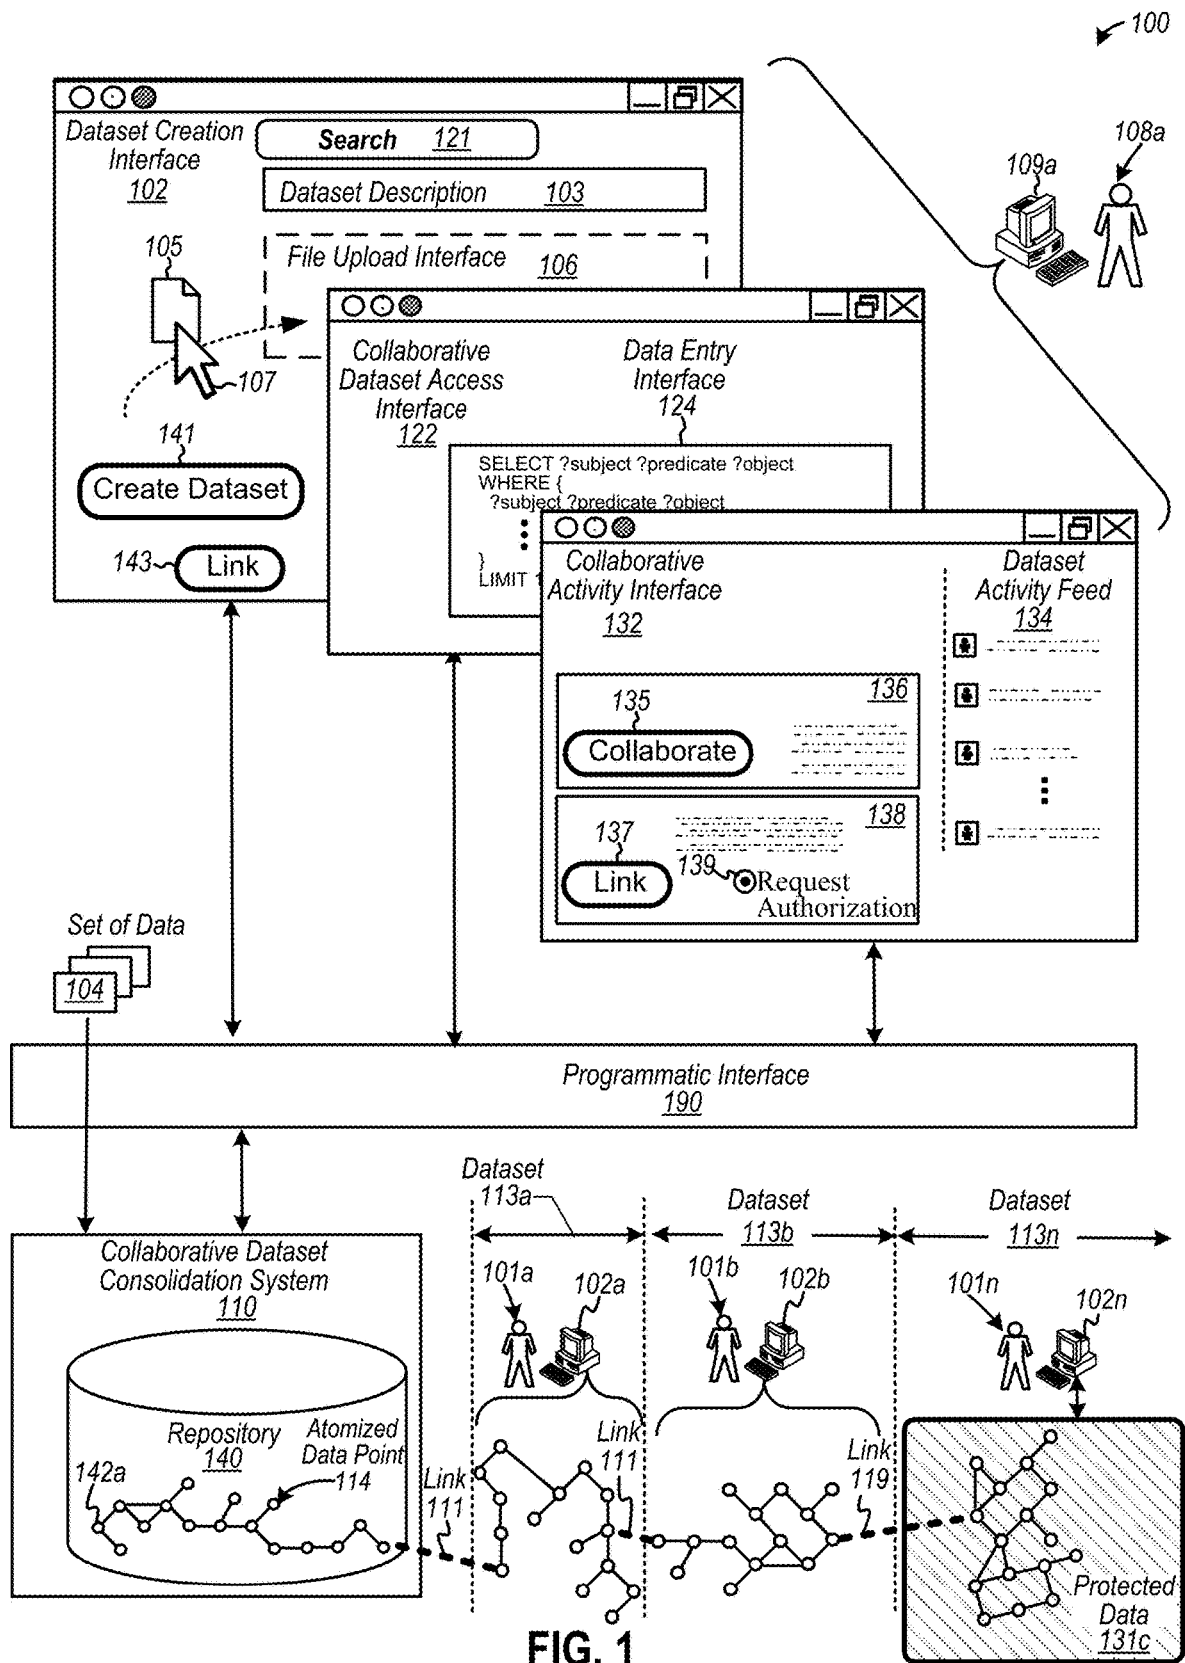 100
Dataset Creation
Interface
102
Search 121
Dataset Description 103
108a
109a
105
File Upload Interface 106
107
Collaborative
Dataset Access
Interface
122
Data Entry
Interface
124
141
Create Dataset
143
Link
SELECT ?subject ?predicate ?object
WHERE {
?subject ?predicate ?object
}
LIMIT 1
Collaborative
Activity Interface
132
Dataset
Activity Feed
134
136
135
Collaborate
138
137
139
Link
Request
Authorization
Set of Data
104
Programmatic Interface
190
Dataset
113a
Dataset
113b
Dataset
113n
Collaborative Dataset
Consolidation System
110
101a
102a
101b
102b
101n
102n
Repository
140
Atomized
Data Point
114
142a
Link
111
111
Link
111
Link
119
Protected
Data
131c
FIG. 1